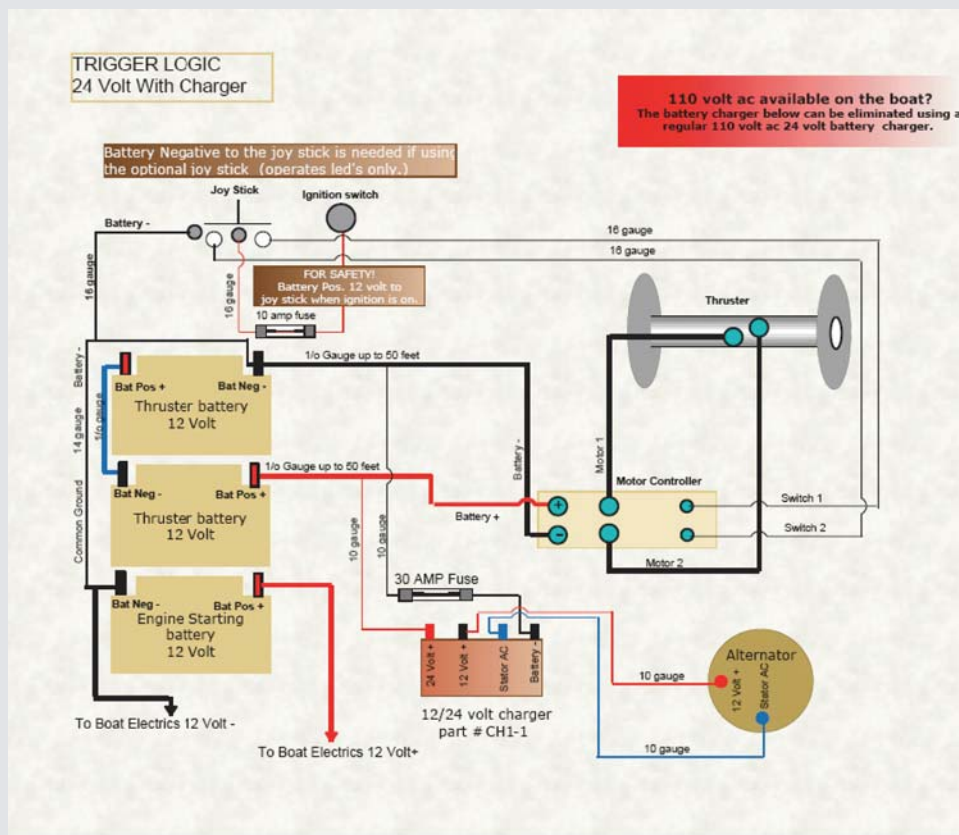 TRIGGER LOGIC
24 Volt With Charger
110 volt ac available on the boat?
The battery charger below can be eliminated using a
regular 110 volt ac 24 volt battery charger.
Battery Negative to the joy stick is needed if using
the optional joy stick (operates led's only.)
Joy Stick
Ignition switch
Battery -
16 gauge
16 gauge
16 gauge
16 gauge
FOR SAFETY!
Battery Pos. 12 volt to
joy stick when ignition is on.
10 amp fuse
Thruster
1/o Gauge up to 50 feet
Battery -
14 gauge
Common Ground
1/o gauge
Bat Pos +
Bat Neg -
Thruster battery
12 Volt
1/o Gauge up to 50 feet
Battery -
Motor 1
Bat Neg -
Bat Pos +
Thruster battery
12 Volt
Battery +
Motor Controller
+
-
Switch 1
Switch 2
Motor 2
10 gauge
10 gauge
30 AMP Fuse
Bat Neg -
Bat Pos +
Engine Starting
battery
12 Volt
24 Volt +
12 Volt +
Stator AC
Battery -
12/24 volt charger
part # CH1-1
Alternator
12 Volt +
Stator AC
10 gauge
10 gauge
To Boat Electrics 12 Volt -
To Boat Electrics 12 Volt+